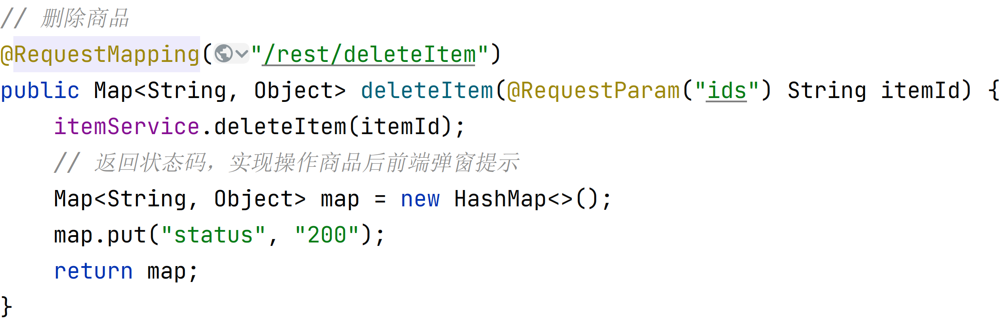 // 删除商品
@RequestMapping("/rest/deleteItem")
public Map<String, Object> deleteItem(@RequestParam("ids") String itemId) {
    itemService.deleteItem(itemId);
    // 返回状态码，实现操作商品后前端弹窗提示
    Map<String, Object> map = new HashMap<>();
    map.put("status", "200");
    return map;
}